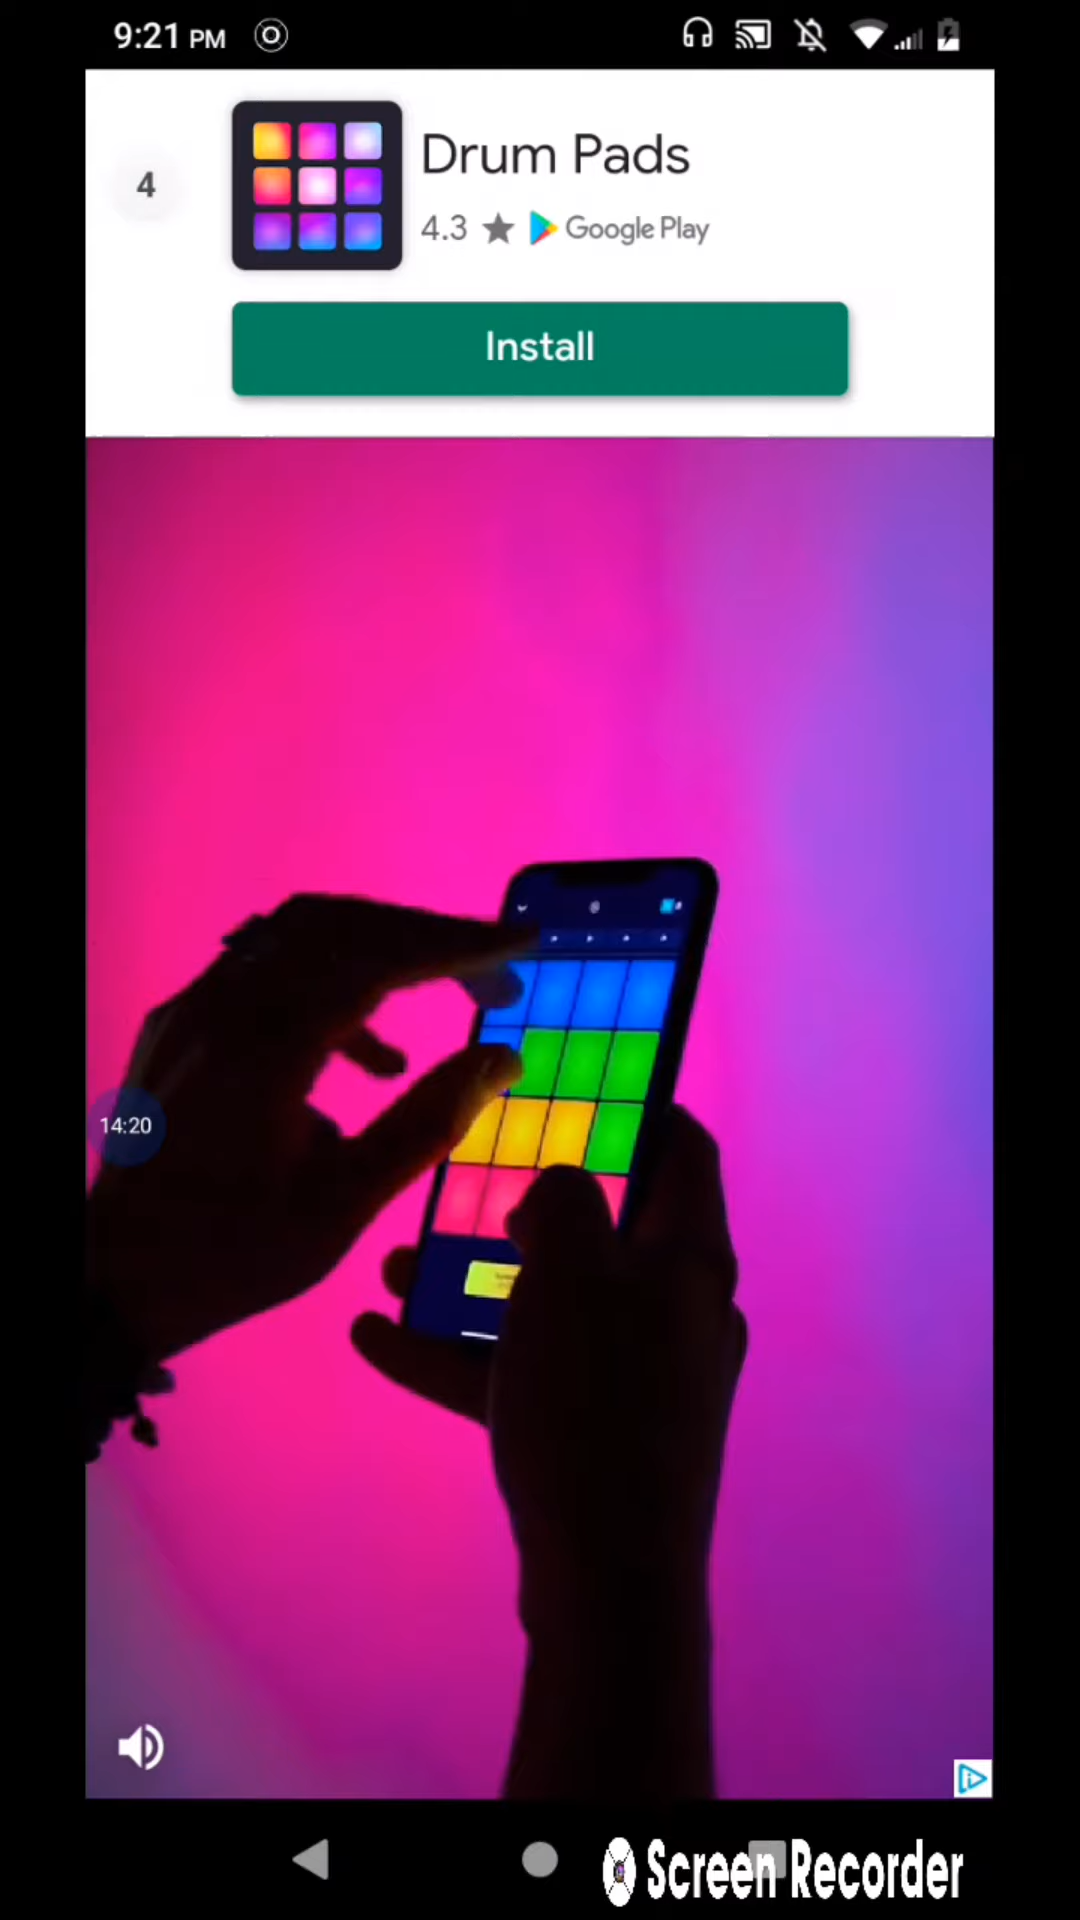 9:21 PM
4
Drum Pads
4.3 ★ Google Play
Install
14:20
Screen Recorder